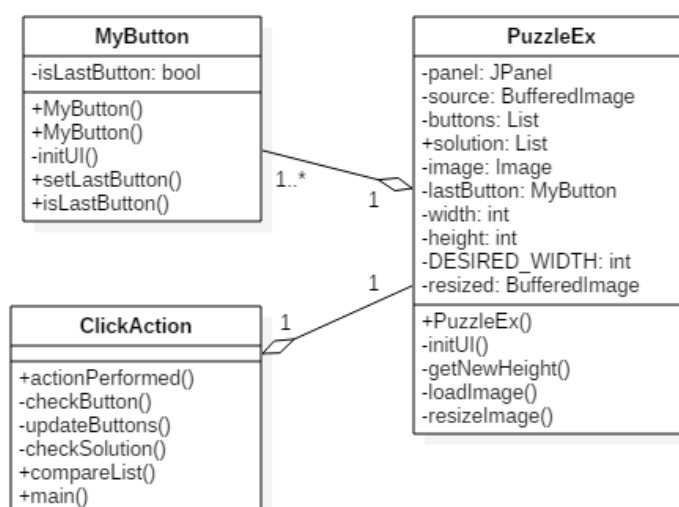 MyButton
-isLastButton: bool
+MyButton()
+MyButton()
-initUI()
+setLastButton()
+isLastButton()
1..*
1
PuzzleEx
-panel: JPanel
-source: BufferedImage
-buttons: List
+solution: List
-image: Image
-lastButton: MyButton
-width: int
-height: int
-DESIRED_WIDTH: int
-resized: BufferedImage
+PuzzleEx()
-initUI()
-getNewHeight()
-loadImage()
-resizeImage()
1
1
ClickAction
+actionPerformed()
-checkButton()
-updateButtons()
-checkSolution()
+compareList()
+main()